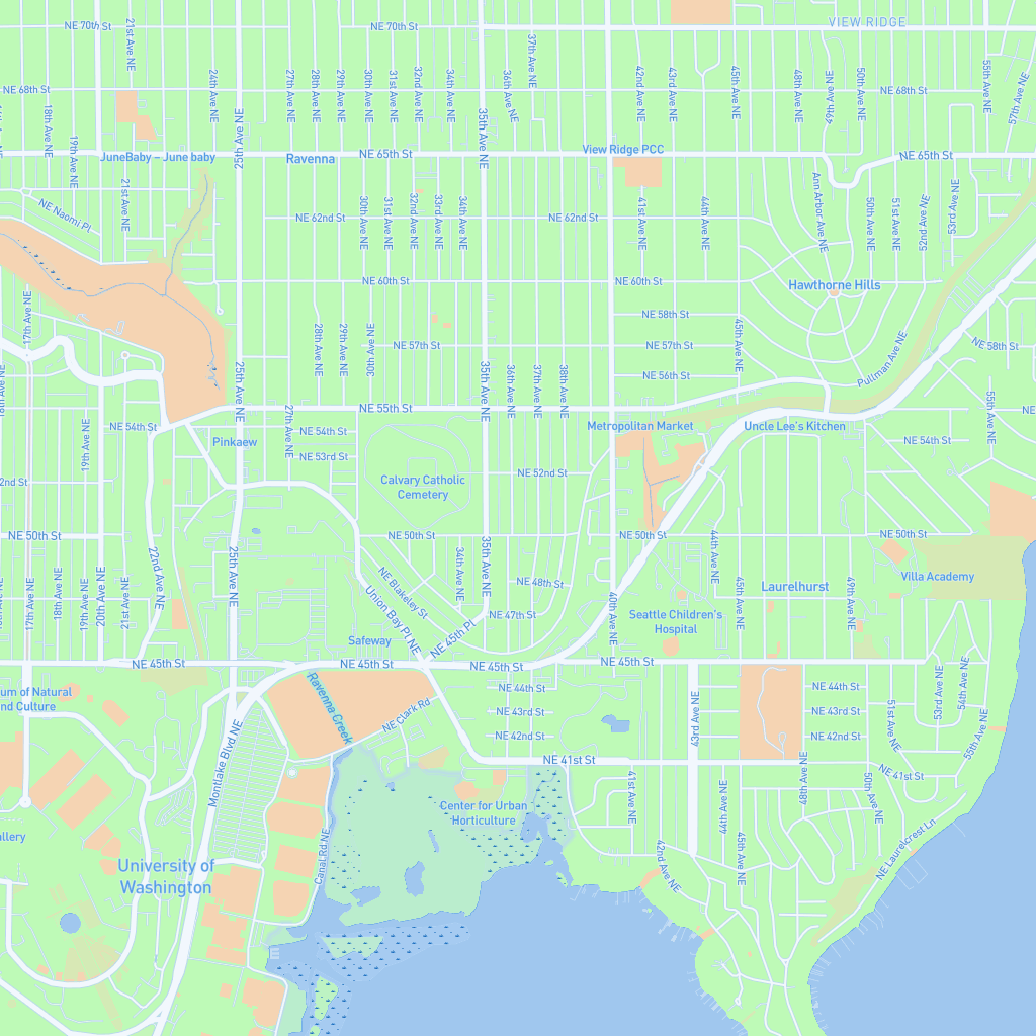 VIEW RIDGE
NE 70th St
NE 70th St
21st Ave NE
37th Ave NE
24th Ave NE
27th Ave NE
28th Ave NE
29th Ave NE
30th Ave NE
31st Ave NE
32nd Ave NE
34th Ave NE
36th Ave NE
42nd Ave NE
43rd Ave NE
45th Ave NE
48th Ave NE
49th Ave NE
50th Ave NE
55th Ave NE
57th Ave NE
NE 68th St
NE 68th St
18th Ave NE
19th Ave NE
25th Ave NE
35th Ave NE
JuneBaby – June baby
Ravenna
NE 65th St
View Ridge PCC
NE 65th St
21st Ave NE
NE Naomi Pl
30th Ave NE
31st Ave NE
32nd Ave NE
33rd Ave NE
34th Ave NE
41st Ave NE
44th Ave NE
Ann Arbor Ave NE
50th Ave NE
51st Ave NE
52nd Ave NE
53rd Ave NE
NE 62nd St
NE 62nd St
NE 60th St
NE 60th St
Hawthorne Hills
17th Ave NE
NE 58th St
28th Ave NE
29th Ave NE
30th Ave NE
45th Ave NE
NE 57th St
NE 57th St
Pullman Ave NE
NE 58th St
NE 56th St
18th Ave NE
25th Ave NE
35th Ave NE
36th Ave NE
37th Ave NE
38th Ave NE
55th Ave NE
NE 55th St
27th Ave NE
NE 54th St
NE 54th St
Metropolitan Market
Uncle Lee's Kitchen
19th Ave NE
Pinkaew
NE 54th St
NE 53rd St
Calvary Catholic
Cemetery
NE 52nd St
2nd St
NE 50th St
NE 50th St
NE 50th St
NE 50th St
22nd Ave NE
25th Ave NE
34th Ave NE
35th Ave NE
44th Ave NE
17th Ave NE
18th Ave NE
19th Ave NE
20th Ave NE
21st Ave NE
NE Blakeley St
Union Bay Pl NE
NE 48th St
40th Ave NE
45th Ave NE
49th Ave NE
Laurelhurst
Villa Academy
NE 47th St
Seattle Children's
Hospital
Safeway
NE 45th Pl
NE 45th St
NE 45th St
NE 45th St
NE 45th St
um of Natural
nd Culture
Ravenna Creek
NE Clark Rd
Montlake Blvd NE
NE 44th St
NE 43rd St
NE 42nd St
NE 41st St
43rd Ave NE
NE 44th St
NE 43rd St
NE 42nd St
51st Ave NE
53rd Ave NE
54th Ave NE
55th Ave NE
NE 41st St
41st Ave NE
44th Ave NE
45th Ave NE
48th Ave NE
50th Ave NE
NE Laurelcrest Ln
42nd Ave NE
Center for Urban
Horticulture
Canal Rd NE
allery
University of
Washington